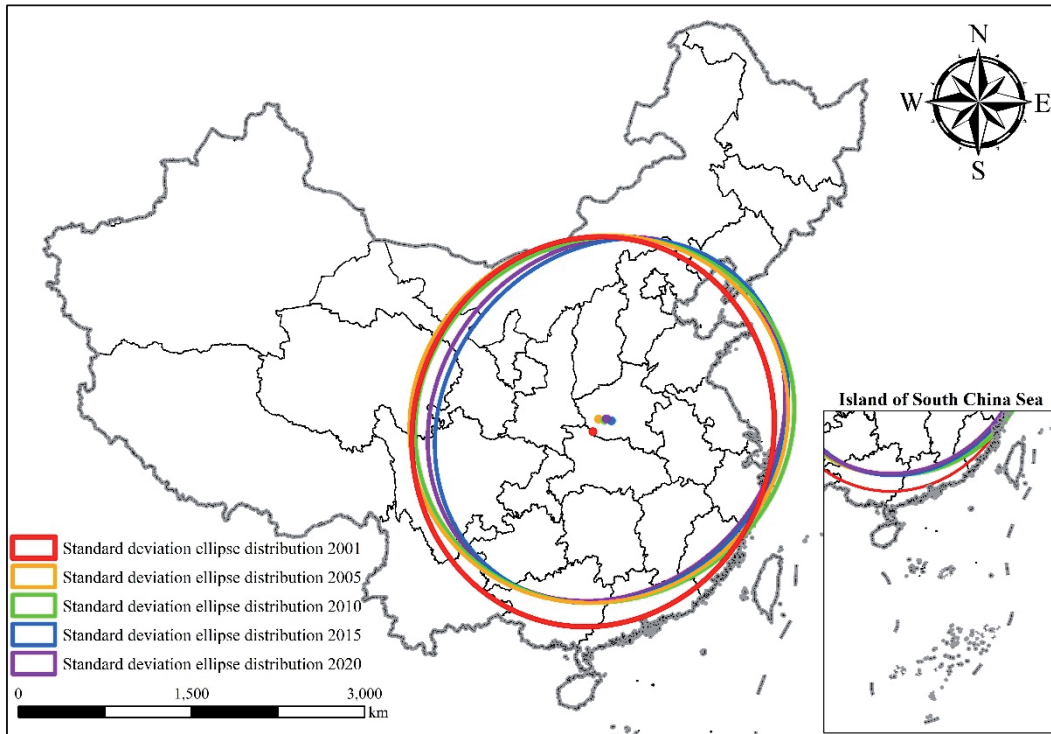 N
W E
S
Island of South China Sea
Standard deviation ellipse distribution 2001
Standard deviation ellipse distribution 2005
Standard deviation ellipse distribution 2010
Standard deviation ellipse distribution 2015
Standard deviation ellipse distribution 2020
0 1,500 3,000
km